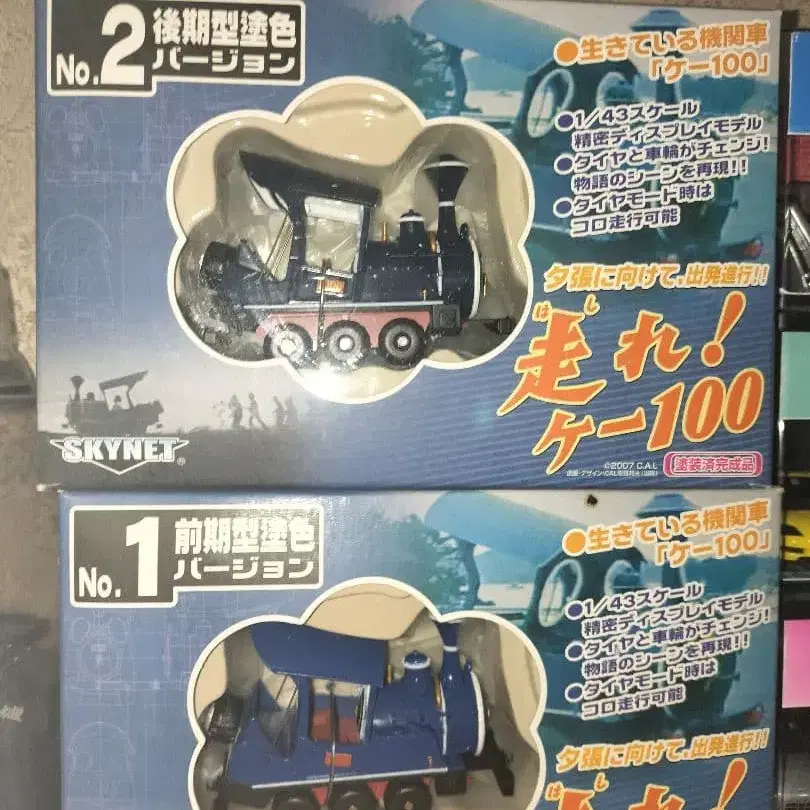 No.2
後期型塗色
バージョン
●生きている機関車
「ケー100」
●1/43スケール
精密ディスプレイモデル
●タイヤと車輪がチェンジ!
物語のシーンを再現!!
●タイヤモード時は
コロ走行可能
夕張に向けて、出発進行!!
はし
走れ!
ケー100
SKYNET®
©2007 C.A.L
塗装済完成品
No.1
前期型塗色
バージョン
●生きている機関車
「ケー100」
●1/43スケール
精密ディスプレイモデル
●タイヤと車輪がチェンジ!
物語のシーンを再現!!
●タイヤモード時は
コロ走行可能
夕張に向けて、出発進行!!
はし
走れ!